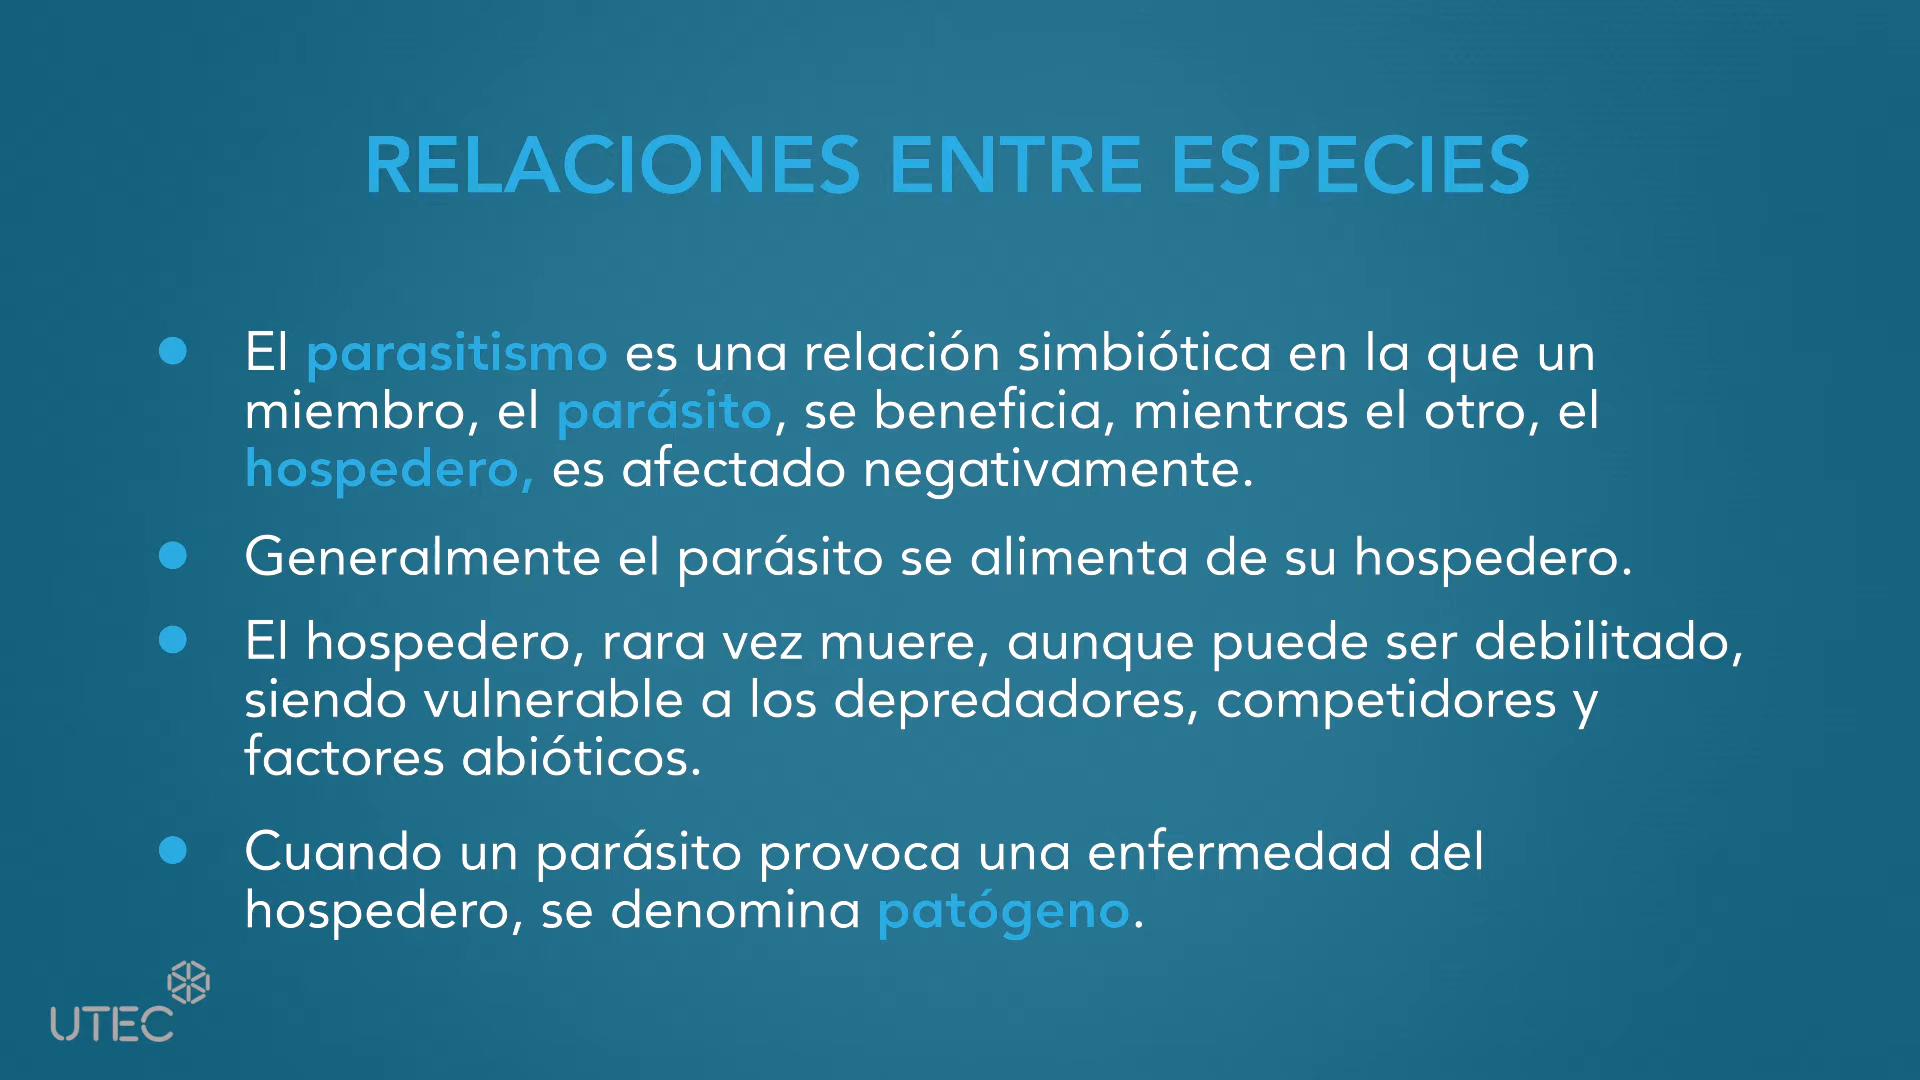 RELACIONES ENTRE ESPECIES
El parasitismo es una relación simbiótica en la que un
miembro, el parásito, se beneficia, mientras el otro, el
hospedero, es afectado negativamente.
Generalmente el parásito se alimenta de su hospedero.
El hospedero, rara vez muere, aunque puede ser debilitado,
siendo vulnerable a los depredadores, competidores y
factores abióticos.
Cuando un parásito provoca una enfermedad del
hospedero, se denomina patógeno.
UTEC